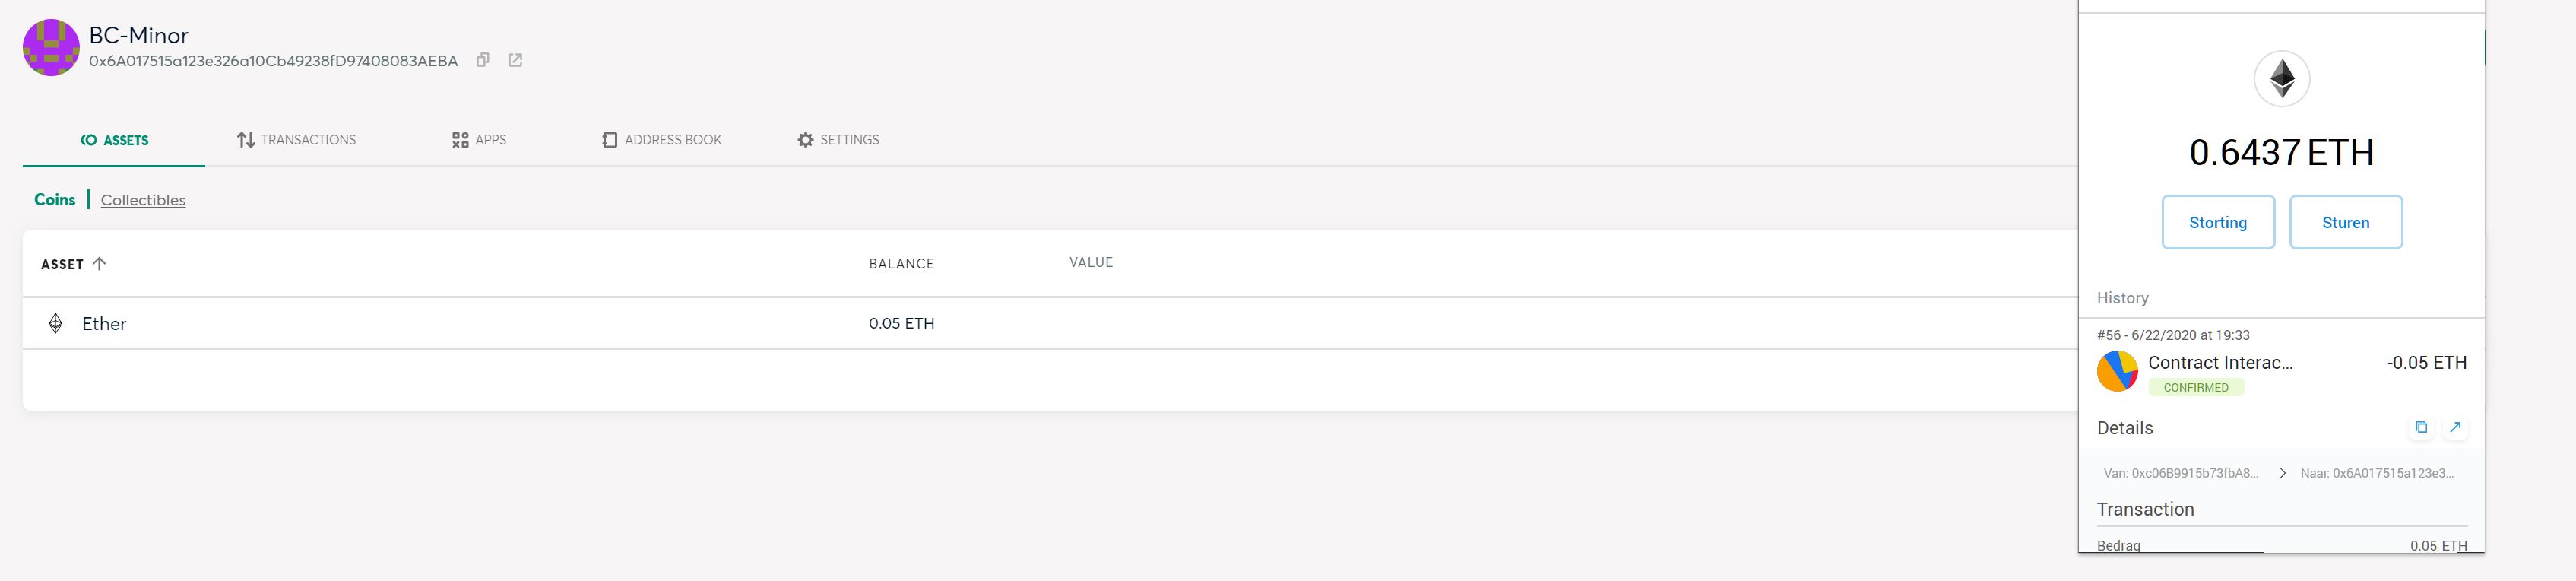 BC-Minor
0x6A017515a123e326a10Cb49238fD97408083AEBA
ASSETS TRANSACTIONS APPS ADDRESS BOOK SETTINGS
Coins Collectibles
ASSET BALANCE VALUE
Ether 0.05 ETH
0.6437 ETH
Storting Sturen
History
#56 - 6/22/2020 at 19:33
Contract Interac... -0.05 ETH
CONFIRMED
Details
Van: 0xc06B9915b73fbA8... Naar: 0x6A017515a123e3...
Transaction
Bedrag 0.05 ETH